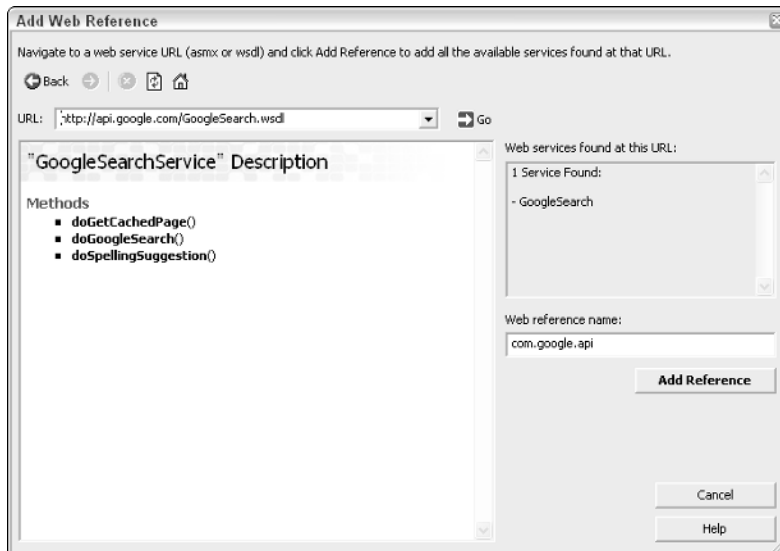 Add Web Reference
Navigate to a web service URL (asmx or wsdl) and click Add Reference to add all the available services found at that URL.
Back
URL: http://api.google.com/GoogleSearch.wsdl Go
"GoogleSearchService" Description
Methods
doGetCachedPage()
doGoogleSearch()
doSpellingSuggestion()
Web services found at this URL:
1 Service Found:
- GoogleSearch
Web reference name:
com.google.api
Add Reference
Cancel
Help